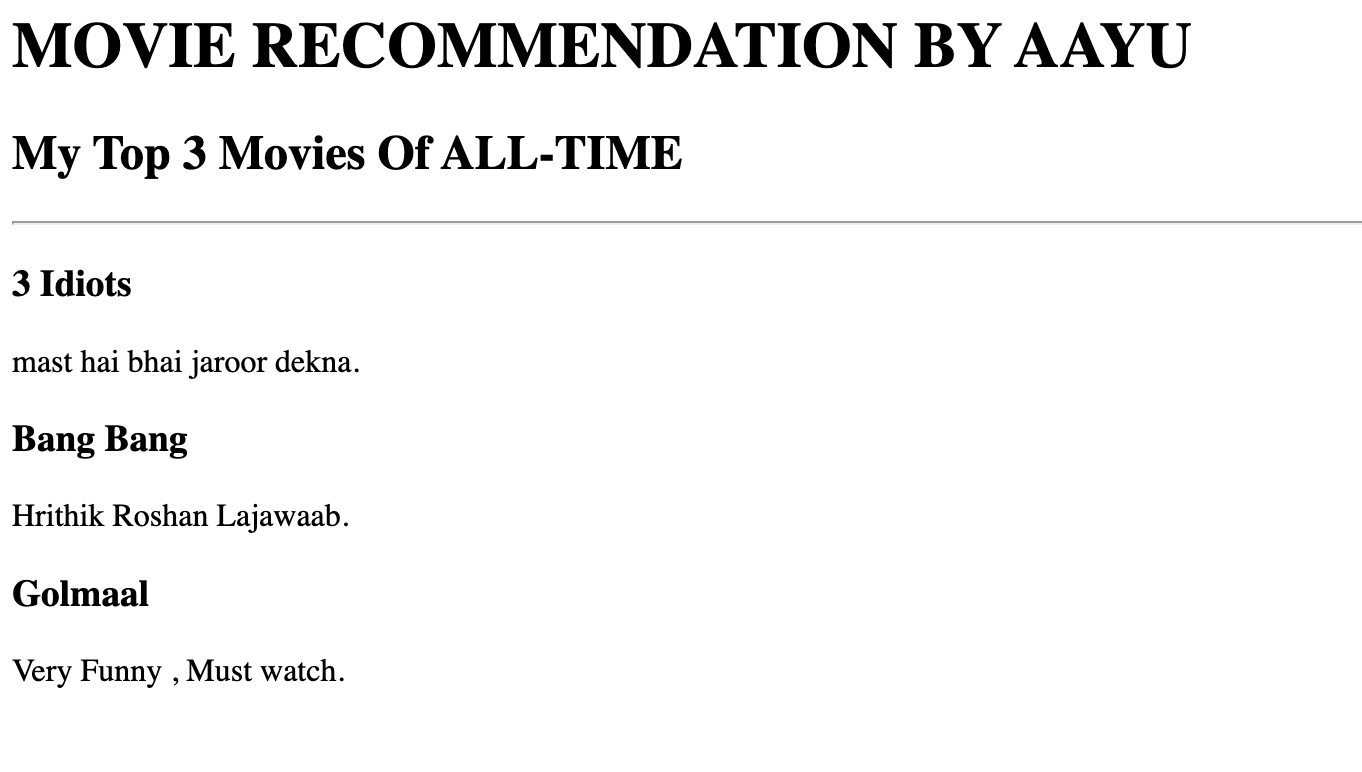 MOVIE RECOMMENDATION BY AAYU
My Top 3 Movies Of ALL-TIME
3 Idiots
mast hai bhai jaroor dekna.
Bang Bang
Hrithik Roshan Lajawaab.
Golmaal
Very Funny , Must watch.